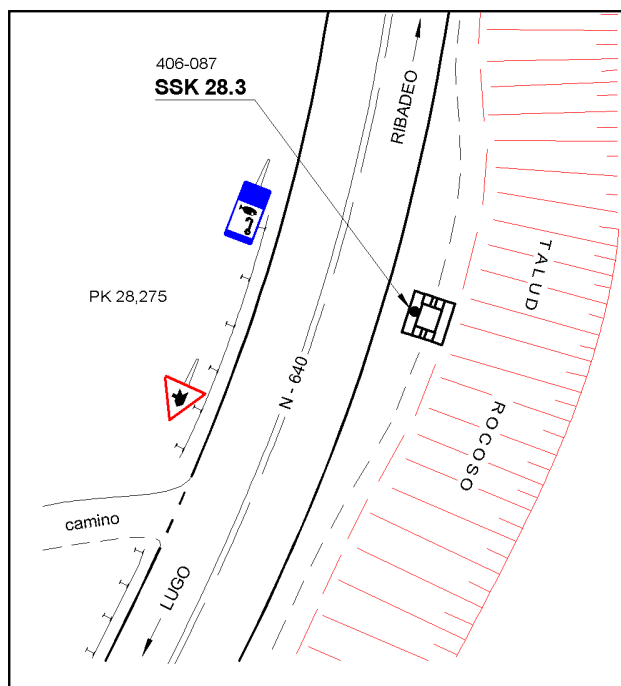 406-087
SSK 28.3
RIBADEO
TALUD
PK 28,275
N - 640
ROCOSO
camino
LUGO